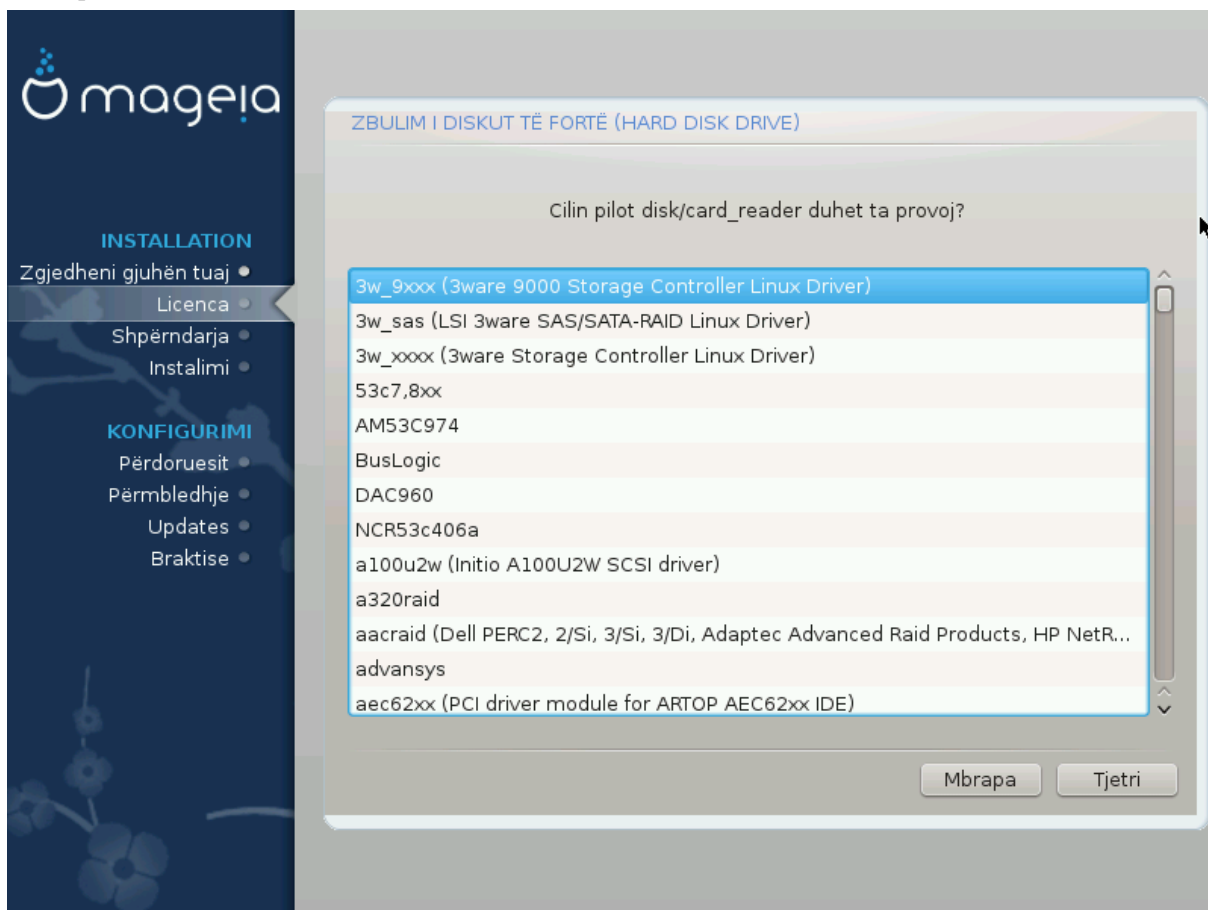 mageia
INSTALLATION
Zgjedheni gjuhën tuaj
Licenca
Shpërndarja
Instalimi
KONFIGURIMI
Përdoruesit
Përmbledhje
Updates
Braktise
ZBULIM I DISKUT TË FORTË (HARD DISK DRIVE)
Cilin pilot disk/card_reader duhet ta provoj?
3w_9xxx (3ware 9000 Storage Controller Linux Driver)
3w_sas (LSI 3ware SAS/SATA-RAID Linux Driver)
3w_xxxx (3ware Storage Controller Linux Driver)
53c7,8xx
AM53C974
BusLogic
DAC960
NCR53c406a
a100u2w (Initio A100U2W SCSI driver)
a320raid
aacraid (Dell PERC2, 2/Si, 3/Si, 3/Di, Adaptec Advanced Raid Products, HP NetR...
advansys
aec62xx (PCI driver module for ARTOP AEC62xx IDE)
Mbrapa
Tjetri